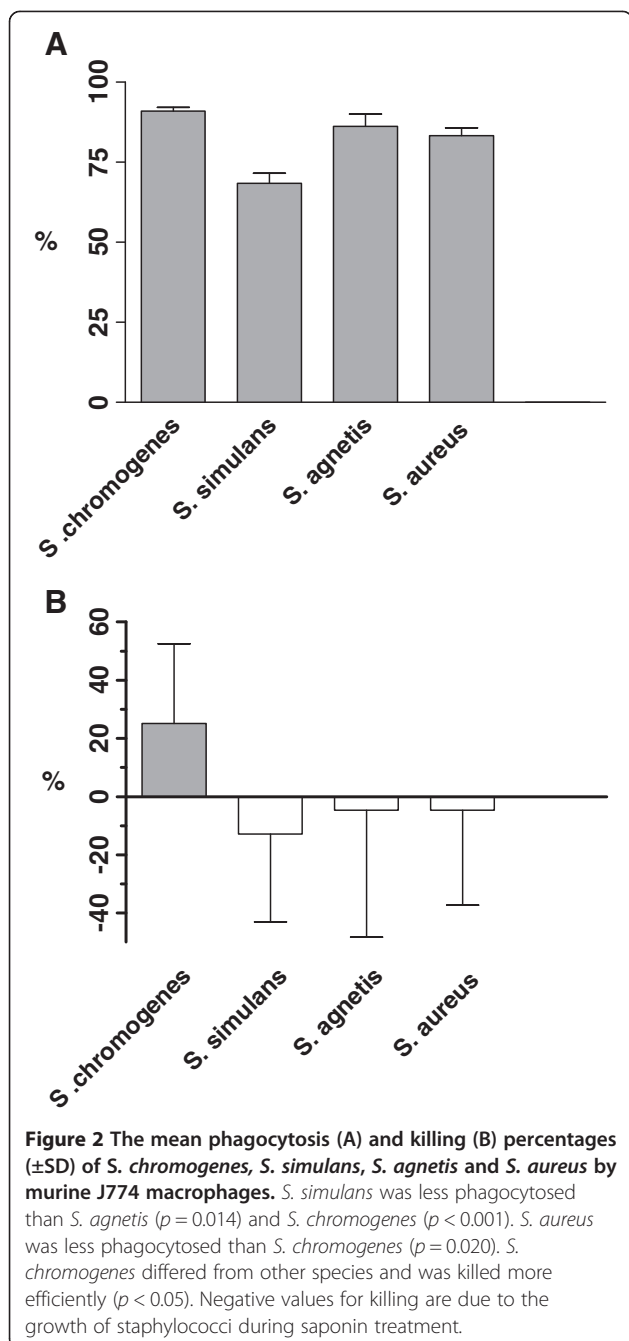 A
100
75
%
50
25
0
S .chromogenes
S. simulans
S. agnetis
S. aureus
B
60
40
20
%
0
-20
-40
S .chromogenes
S. simulans
S. agnetis
S. aureus
Figure 2 The mean phagocytosis (A) and killing (B) percentages
(±SD) of S. chromogenes, S. simulans, S. agnetis and S. aureus by
murine J774 macrophages. S. simulans was less phagocytosed
than S. agnetis (p = 0.014) and S. chromogenes (p < 0.001). S. aureus
was less phagocytosed than S. chromogenes (p = 0.020). S.
chromogenes differed from other species and was killed more
efficiently (p < 0.05). Negative values for killing are due to the
growth of staphylococci during saponin treatment.